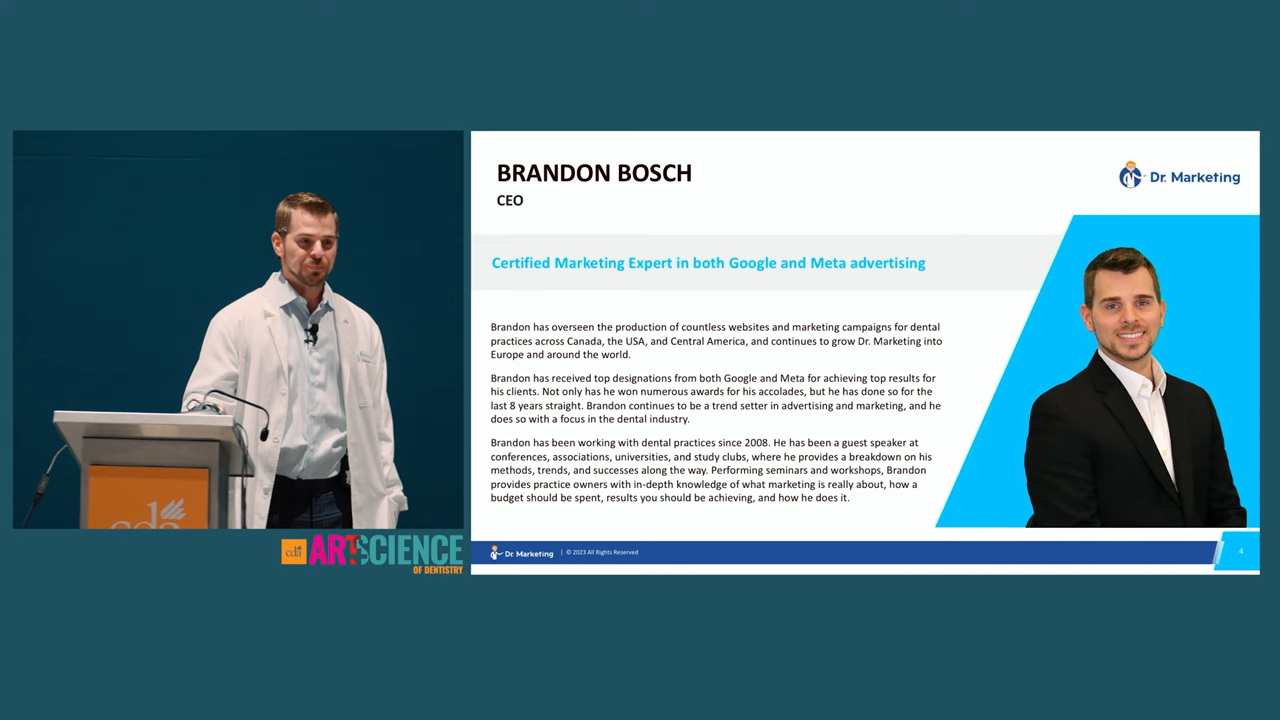 BRANDON BOSCH
CEO
Dr. Marketing
Certified Marketing Expert in both Google and Meta advertising
Brandon has overseen the production of countless websites and marketing campaigns for dental
practices across Canada, the USA, and Central America, and continues to grow Dr. Marketing into
Europe and around the world.
Brandon has received top designations from both Google and Meta for achieving top results for
his clients. Not only has he won numerous awards for his accolades, but he has done so for the
last 8 years straight. Brandon continues to be a trend setter in advertising and marketing, and he
does so with a focus in the dental industry.
Brandon has been working with dental practices since 2008. He has been a guest speaker at
conferences, associations, universities, and study clubs, where he provides a breakdown on his
methods, trends, and successes along the way. Performing seminars and workshops, Brandon
provides practice owners with in-depth knowledge of what marketing is really about, how a
budget should be spent, results you should be achieving, and how he does it.
cda
cda ART & SCIENCE
OF DENTISTRY
Dr. Marketing | © 2023 All Rights Reserved
4